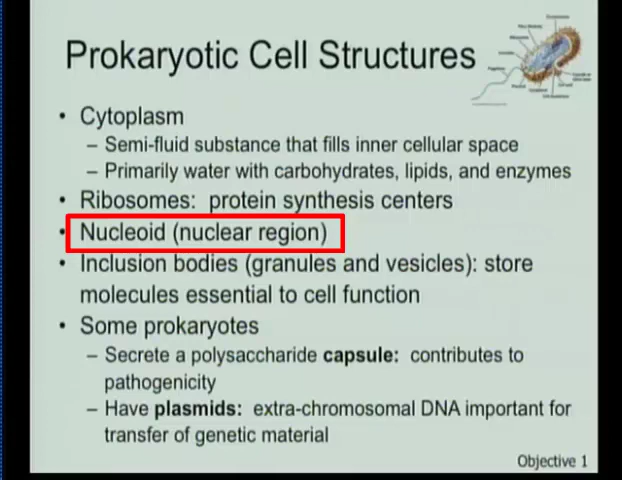 Prokaryotic Cell Structures
• Cytoplasm
– Semi-fluid substance that fills inner cellular space
– Primarily water with carbohydrates, lipids, and enzymes
• Ribosomes: protein synthesis centers
• Nucleoid (nuclear region)
• Inclusion bodies (granules and vesicles): store
molecules essential to cell function
• Some prokaryotes
– Secrete a polysaccharide capsule: contributes to
pathogenicity
– Have plasmids: extra-chromosomal DNA important for
transfer of genetic material
Objective 1